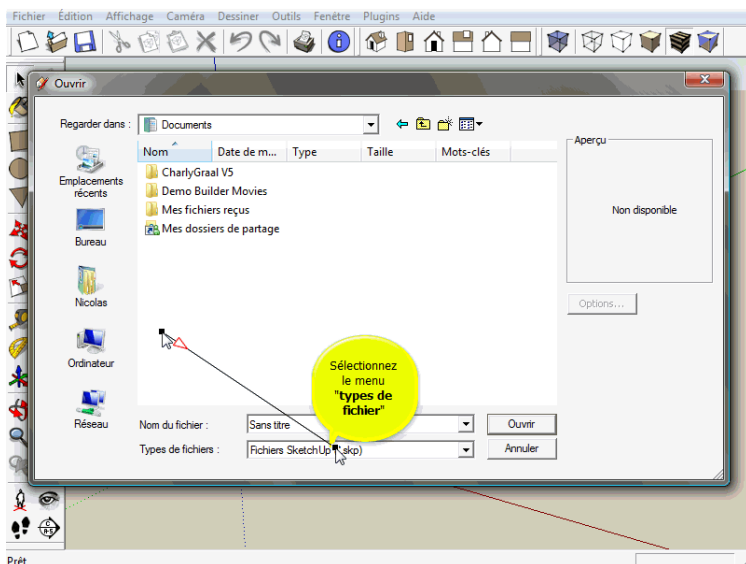 Fichier Édition Affichage Caméra Dessiner Outils Fenêtre Plugins Aide
Ouvrir
Regarder dans :
Documents
Nom
Date de m...
Type
Taille
Mots-clés
CharlyGraal V5
Demo Builder Movies
Mes fichiers reçus
Mes dossiers de partage
Emplacements
récents
Bureau
Nicolas
Ordinateur
Réseau
Aperçu
Non disponible
Options...
Sélectionnez
le menu
"types de
fichier"
Nom du fichier :
Sans titre
Ouvrir
Types de fichiers :
Fichiers SketchUp (*.skp)
Annuler
Prêt